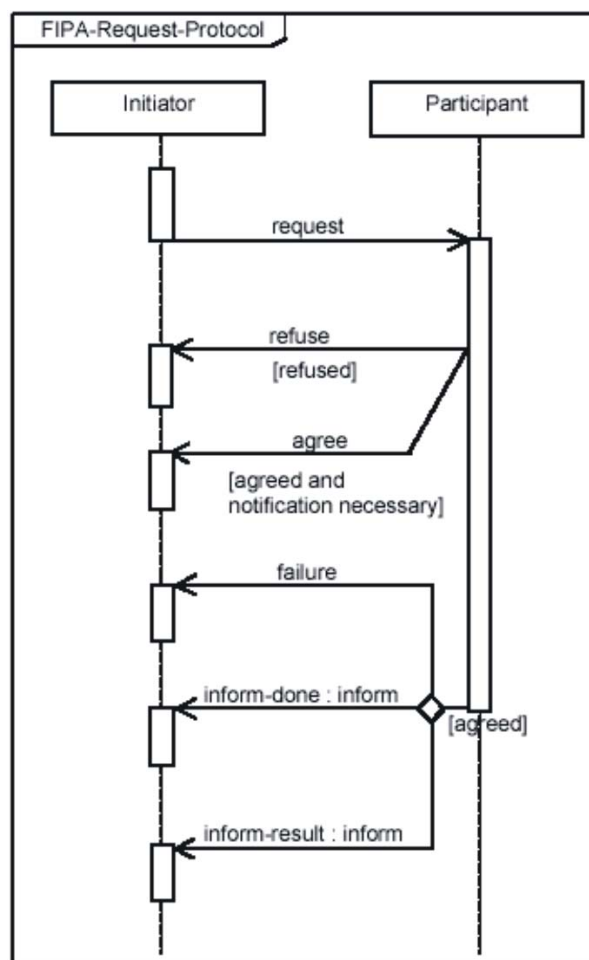 FIPA-Request-Protocol
Initiator
Participant
request
refuse
[refused]
agree
[agreed and
notification necessary]
failure
inform-done : inform
[agreed]
inform-result : inform